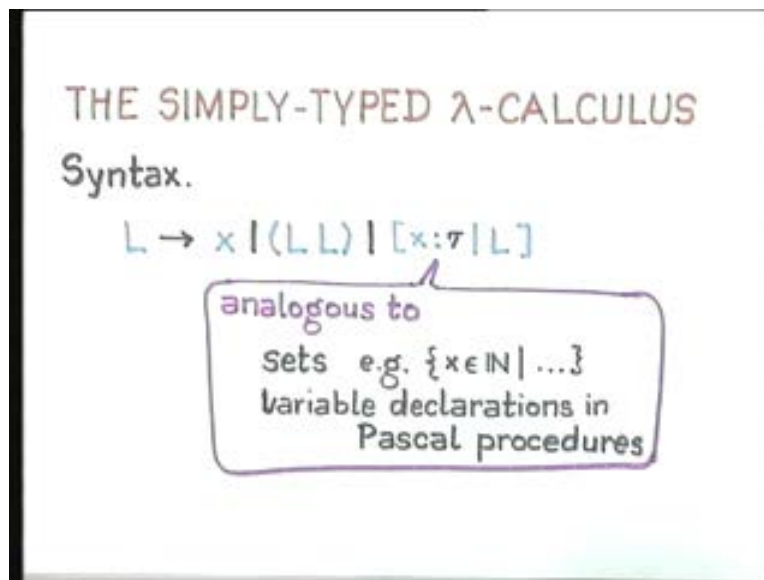 THE SIMPLY-TYPED λ-CALCULUS
Syntax.
L → x | (L L) | [x:τ | L]
analogous to
sets e.g. {x ∈ ℕ | ...}
variable declarations in
Pascal procedures